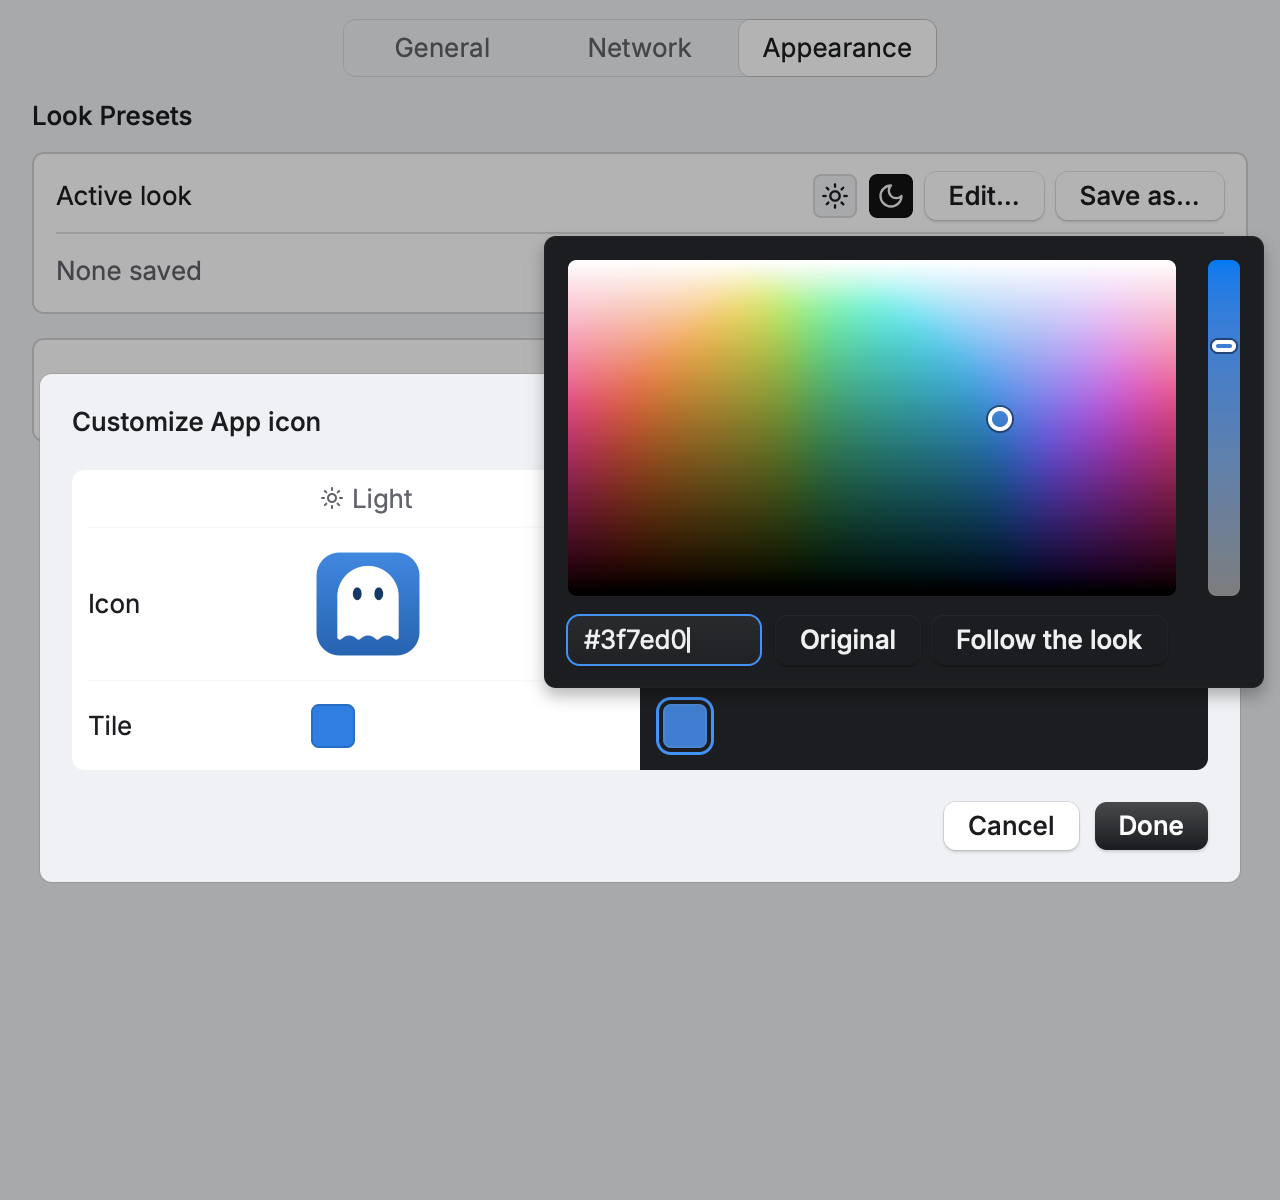 General Network Appearance
Look Presets
Active look Edit... Save as...
None saved
Customize App icon
Light
Icon
#3f7ed0 Original Follow the look
Tile
Cancel Done